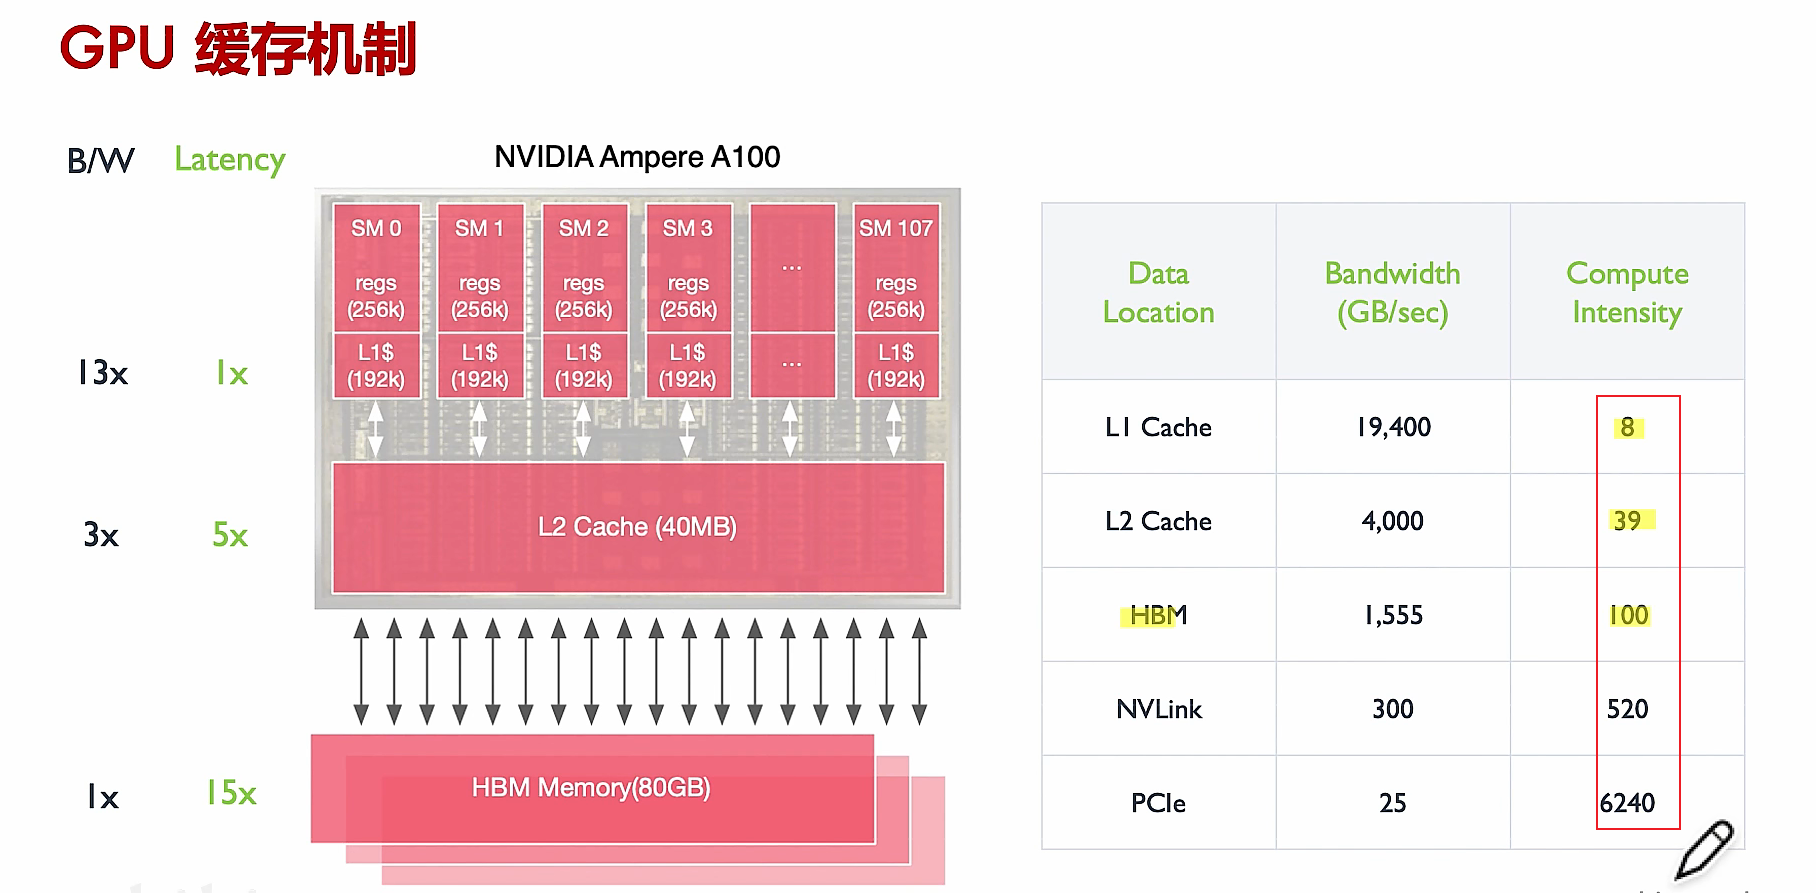 GPU 缓存机制
B/W Latency
NVIDIA Ampere A100
SM 0 SM 1 SM 2 SM 3 ... SM 107
regs regs regs regs regs
(256k) (256k) (256k) (256k) (256k)
13x 1x
L1$ L1$ L1$ L1$ ... L1$
(192k) (192k) (192k) (192k) (192k)
3x 5x
L2 Cache (40MB)
1x 15x
HBM Memory(80GB)
Data Location
Bandwidth (GB/sec)
Compute Intensity
L1 Cache 19,400 8
L2 Cache 4,000 39
HBM 1,555 100
NVLink 300 520
PCIe 25 6240